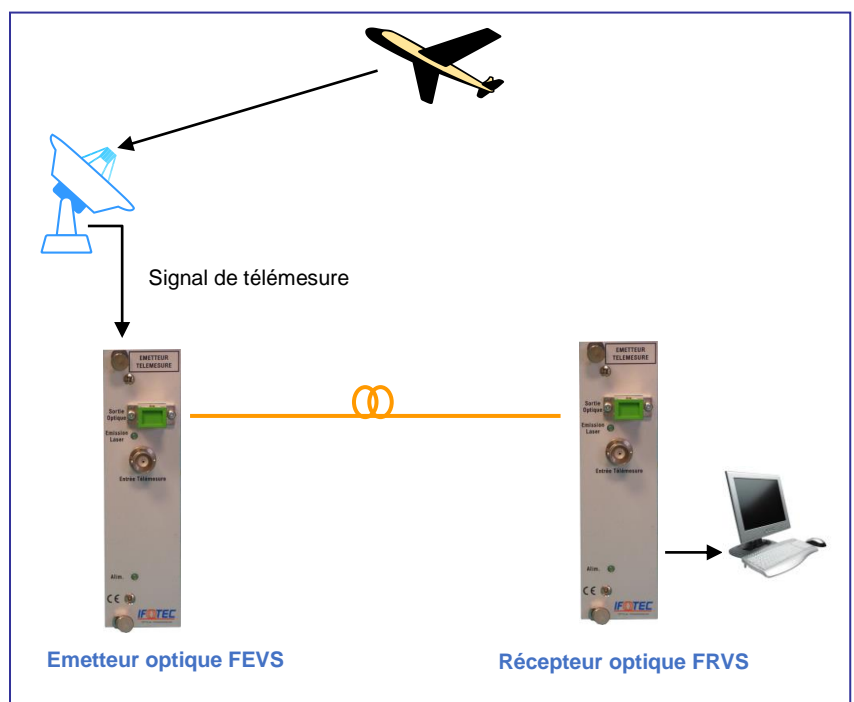 Signal de télémesure
EMETTEUR
TELEMESURE
Sortie
Optique
Emission
Laser
Entrée Télémesure
Alim.
CE
IFOTEC
EMETTEUR
TELEMESURE
Sortie
Optique
Emission
Laser
Entrée Télémesure
Alim.
CE
IFOTEC
Emetteur optique FEVS
Récepteur optique FRVS